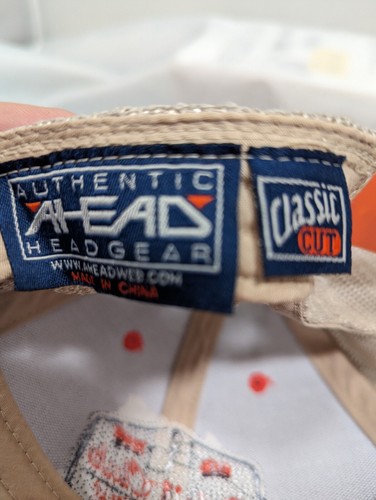 AUTHENTIC
AHEAD
HEADGEAR
WWW.AHEADWEB.COM
MADE IN CHINA
Classic
CUT